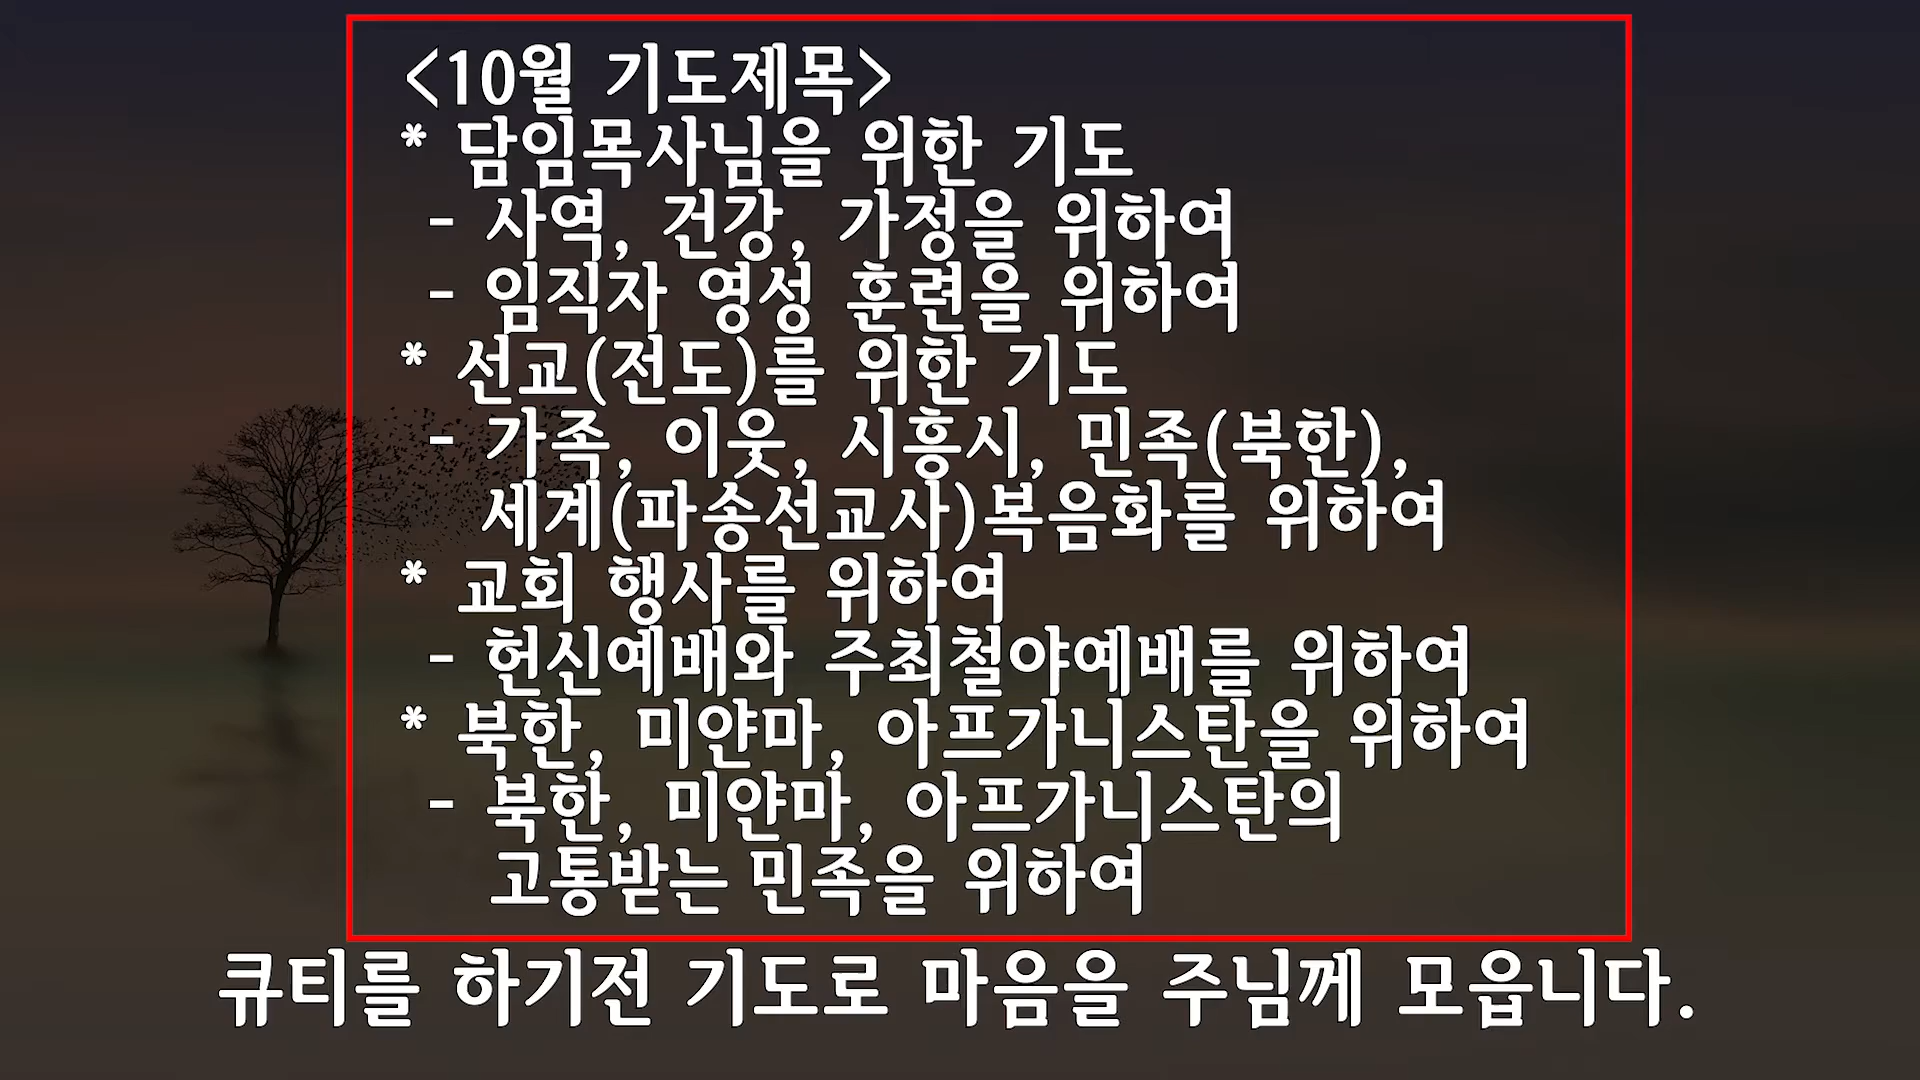 <10월 기도제목>
* 담임목사님을 위한 기도
- 사역, 건강, 가정을 위하여
- 임직자 영성 훈련을 위하여
* 선교(전도)를 위한 기도
- 가족, 이웃, 시흥시, 민족(북한),
세계(파송선교사)복음화를 위하여
* 교회 행사를 위하여
- 헌신예배와 주최철야예배를 위하여
* 북한, 미얀마, 아프가니스탄을 위하여
- 북한, 미얀마, 아프가니스탄의
고통받는 민족을 위하여
큐티를 하기전 기도로 마음을 주님께 모읍니다.